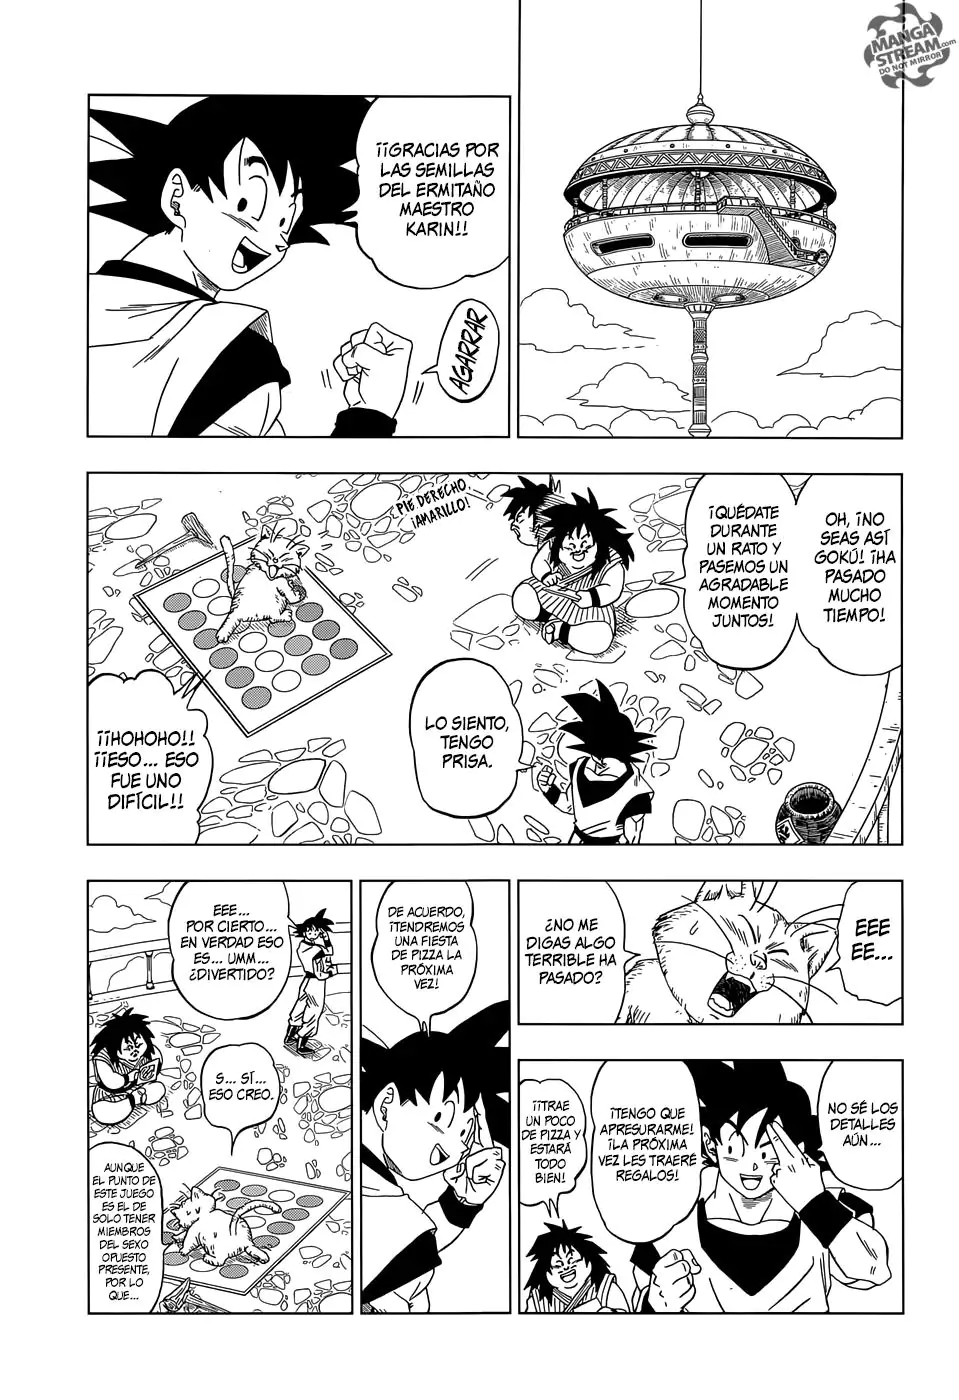 MANGA
STREAM.com
DO NOT MIRROR
¡¡GRACIAS POR
LAS SEMILLAS
DEL ERMITAÑO
MAESTRO
KARIN!!
AGARRAR
OH, ¡NO
SEAS ASÍ
GOKÚ! ¡HA
PASADO
MUCHO
TIEMPO!
¡QUÉDATE
DURANTE
UN RATO Y
PASEMOS UN
AGRADABLE
MOMENTO
JUNTOS!
PIE DERECHO,
¡AMARILLO!
LO SIENTO,
TENGO
PRISA.
¡¡HOHOHO!!
¡¡ESO... ESO
FUE UNO
DIFÍCIL!!
EEE
EE...
¿NO ME
DIGAS ALGO
TERRIBLE HA
PASADO?
NO SÉ LOS
DETALLES
AÚN...
¡TENGO QUE
APRESURARME!
¡LA PRÓXIMA
VEZ LES TRAERÉ
REGALOS!
¡¡TRAE
UN POCO
DE PIZZA Y
ESTARÁ
TODO
BIEN!
DE ACUERDO,
¡TENDREMOS
UNA FIESTA
DE PIZZA LA
PRÓXIMA
VEZ!
EEE...
POR CIERTO...
EN VERDAD ESO
ES... UMM...
¿DIVERTIDO?
S... SÍ...
ESO CREO.
AUNQUE
EL PUNTO DE
ESTE JUEGO
ES EL DE
SOLO TENER
MIEMBROS
DEL SEXO
OPUESTO
PRESENTE,
POR LO
QUE...